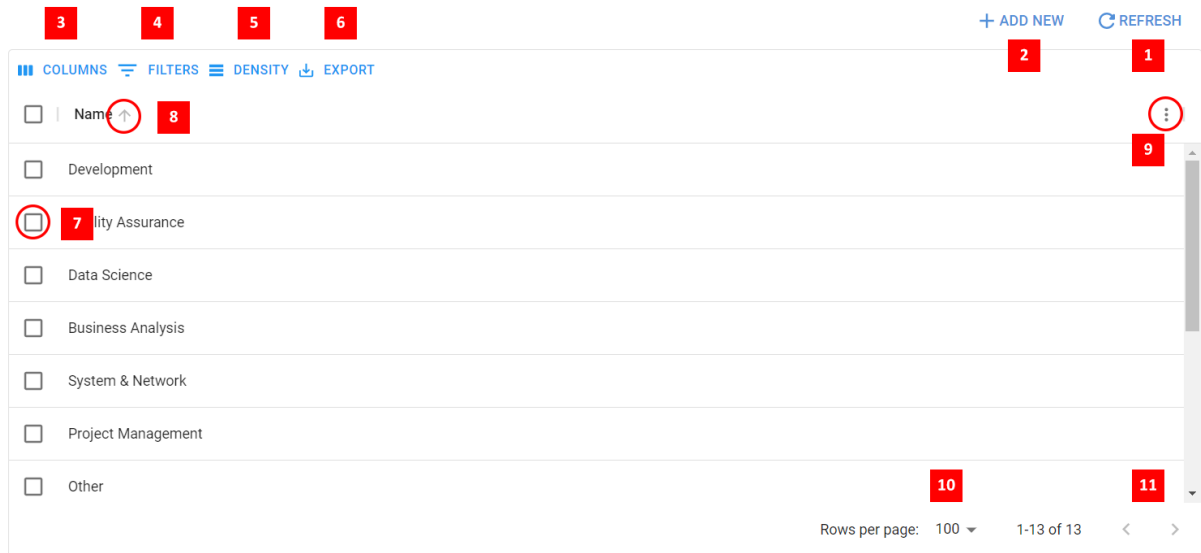 3 4 5 6 + ADD NEW REFRESH
2 1
COLUMNS FILTERS DENSITY EXPORT
Name 8
9
Development
7 lity Assurance
Data Science
Business Analysis
System & Network
Project Management
Other 10 11
Rows per page: 100 1-13 of 13 < >